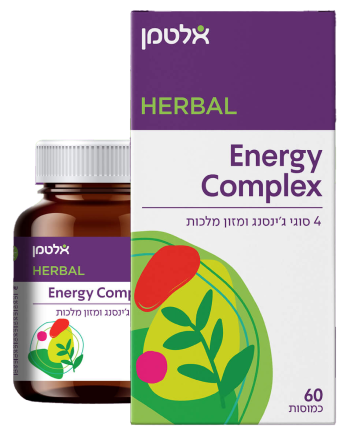 אלטמן
HERBAL
Energy
Complex
4 סוגי ג'ינסנג ומזון מלכות
60
כמוסות
אלטמן
HERBAL
Energy Comp
ג'ינסנג ומזון מלכות